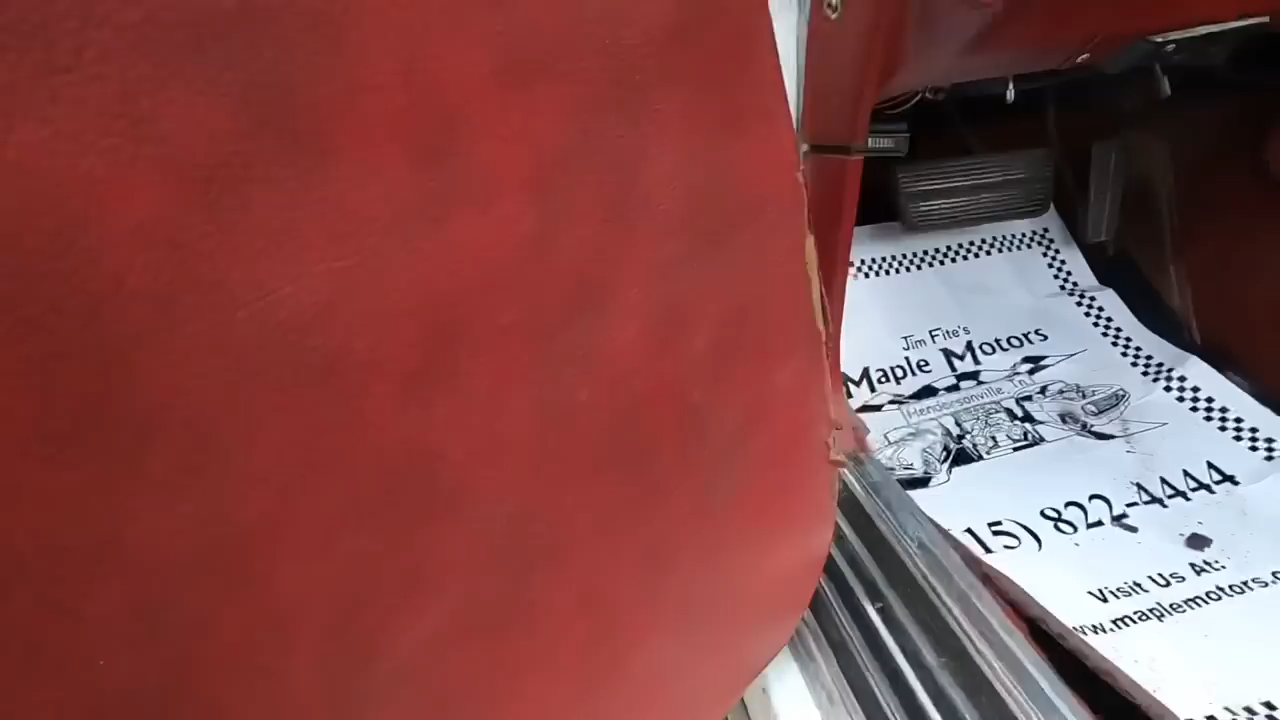 Jim Fite's
Maple Motors
Hendersonville, Tn
15) 822-4444
Visit Us At:
ww.maplemotors.c